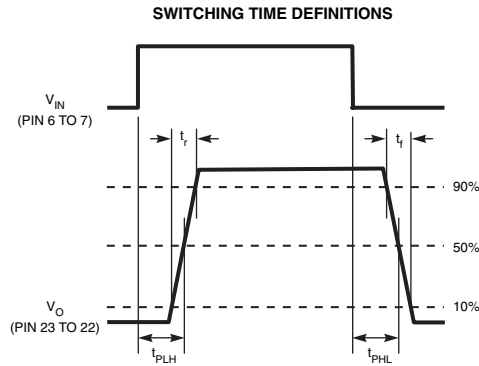 SWITCHING TIME DEFINITIONS
V_IN
(PIN 6 TO 7)
t_r
t_f
90%
50%
10%
V_O
(PIN 23 TO 22)
t_PLH
t_PHL